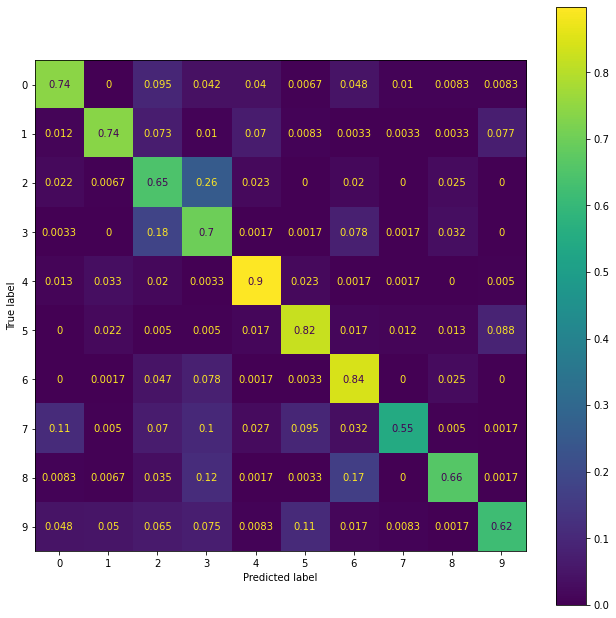 0 0.74 0 0.095 0.042 0.04 0.0067 0.048 0.01 0.0083 0.0083
1 0.012 0.74 0.073 0.01 0.07 0.0083 0.0033 0.0033 0.0033 0.077
2 0.022 0.0067 0.65 0.26 0.023 0 0.02 0 0.025 0
3 0.0033 0 0.18 0.7 0.0017 0.0017 0.078 0.0017 0.032 0
4 0.013 0.033 0.02 0.0033 0.9 0.023 0.0017 0.0017 0 0.005
5 0 0.022 0.005 0.005 0.017 0.82 0.017 0.012 0.013 0.088
6 0 0.0017 0.047 0.078 0.0017 0.0033 0.84 0 0.025 0
7 0.11 0.005 0.07 0.1 0.027 0.095 0.032 0.55 0.005 0.0017
8 0.0083 0.0067 0.035 0.12 0.0017 0.0033 0.17 0 0.66 0.0017
9 0.048 0.05 0.065 0.075 0.0083 0.11 0.017 0.0083 0.0017 0.62
0 1 2 3 4 5 6 7 8 9
Predicted label
True label
0.8
0.7
0.6
0.5
0.4
0.3
0.2
0.1
0.0